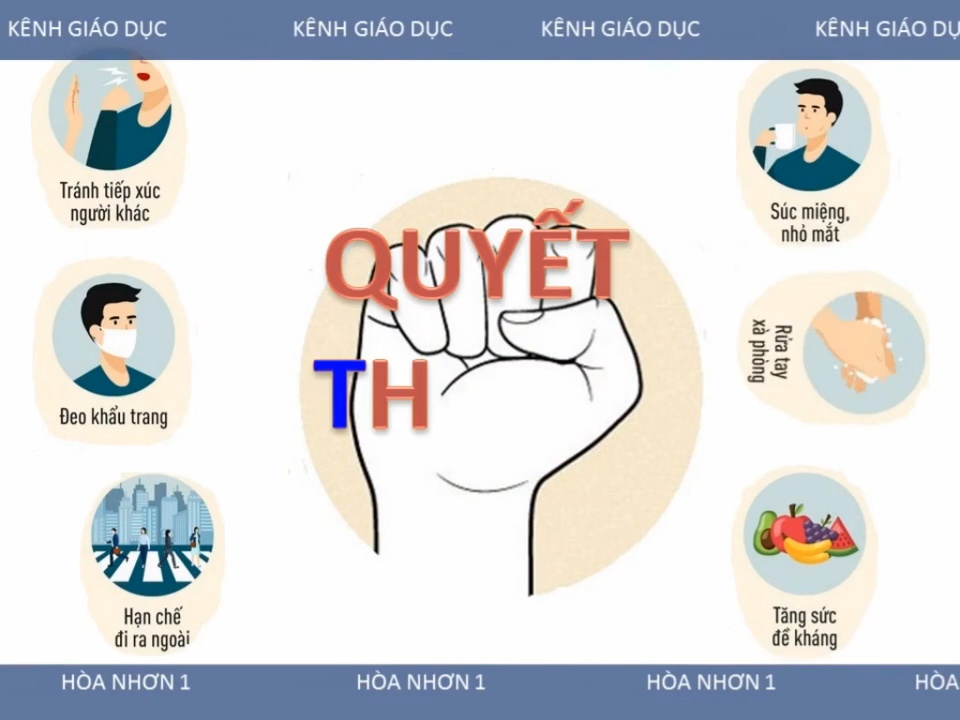 KÊNH GIÁO DỤC
KÊNH GIÁO DỤC
KÊNH GIÁO DỤC
KÊNH GIÁO DỤ
Tránh tiếp xúc
người khác
Súc miệng,
nhỏ mắt
QUYẾT
TH
Đeo khẩu trang
Rửa tay
xà phòng
Hạn chế
đi ra ngoài
Tăng sức
đề kháng
HÒA NHƠN 1
HÒA NHƠN 1
HÒA NHƠN 1
HÒA